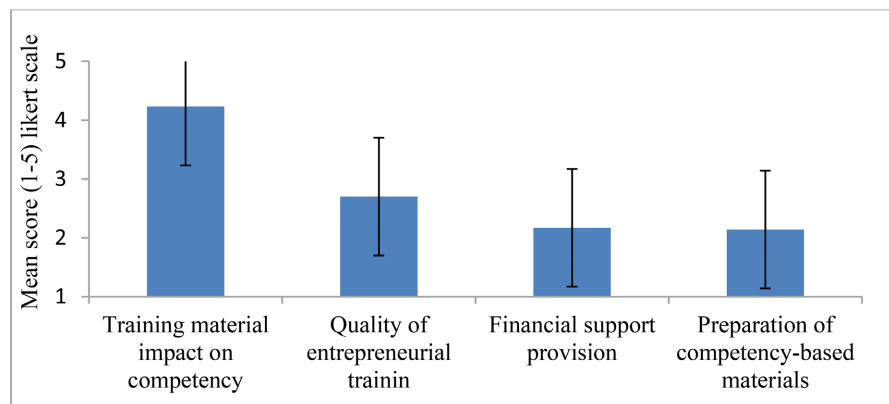 Mean score (1-5) likert scale
5
4
3
2
1
Training material
impact on
competency
Quality of
entrepreneurial
trainin
Financial support
provision
Preparation of
competency-based
materials